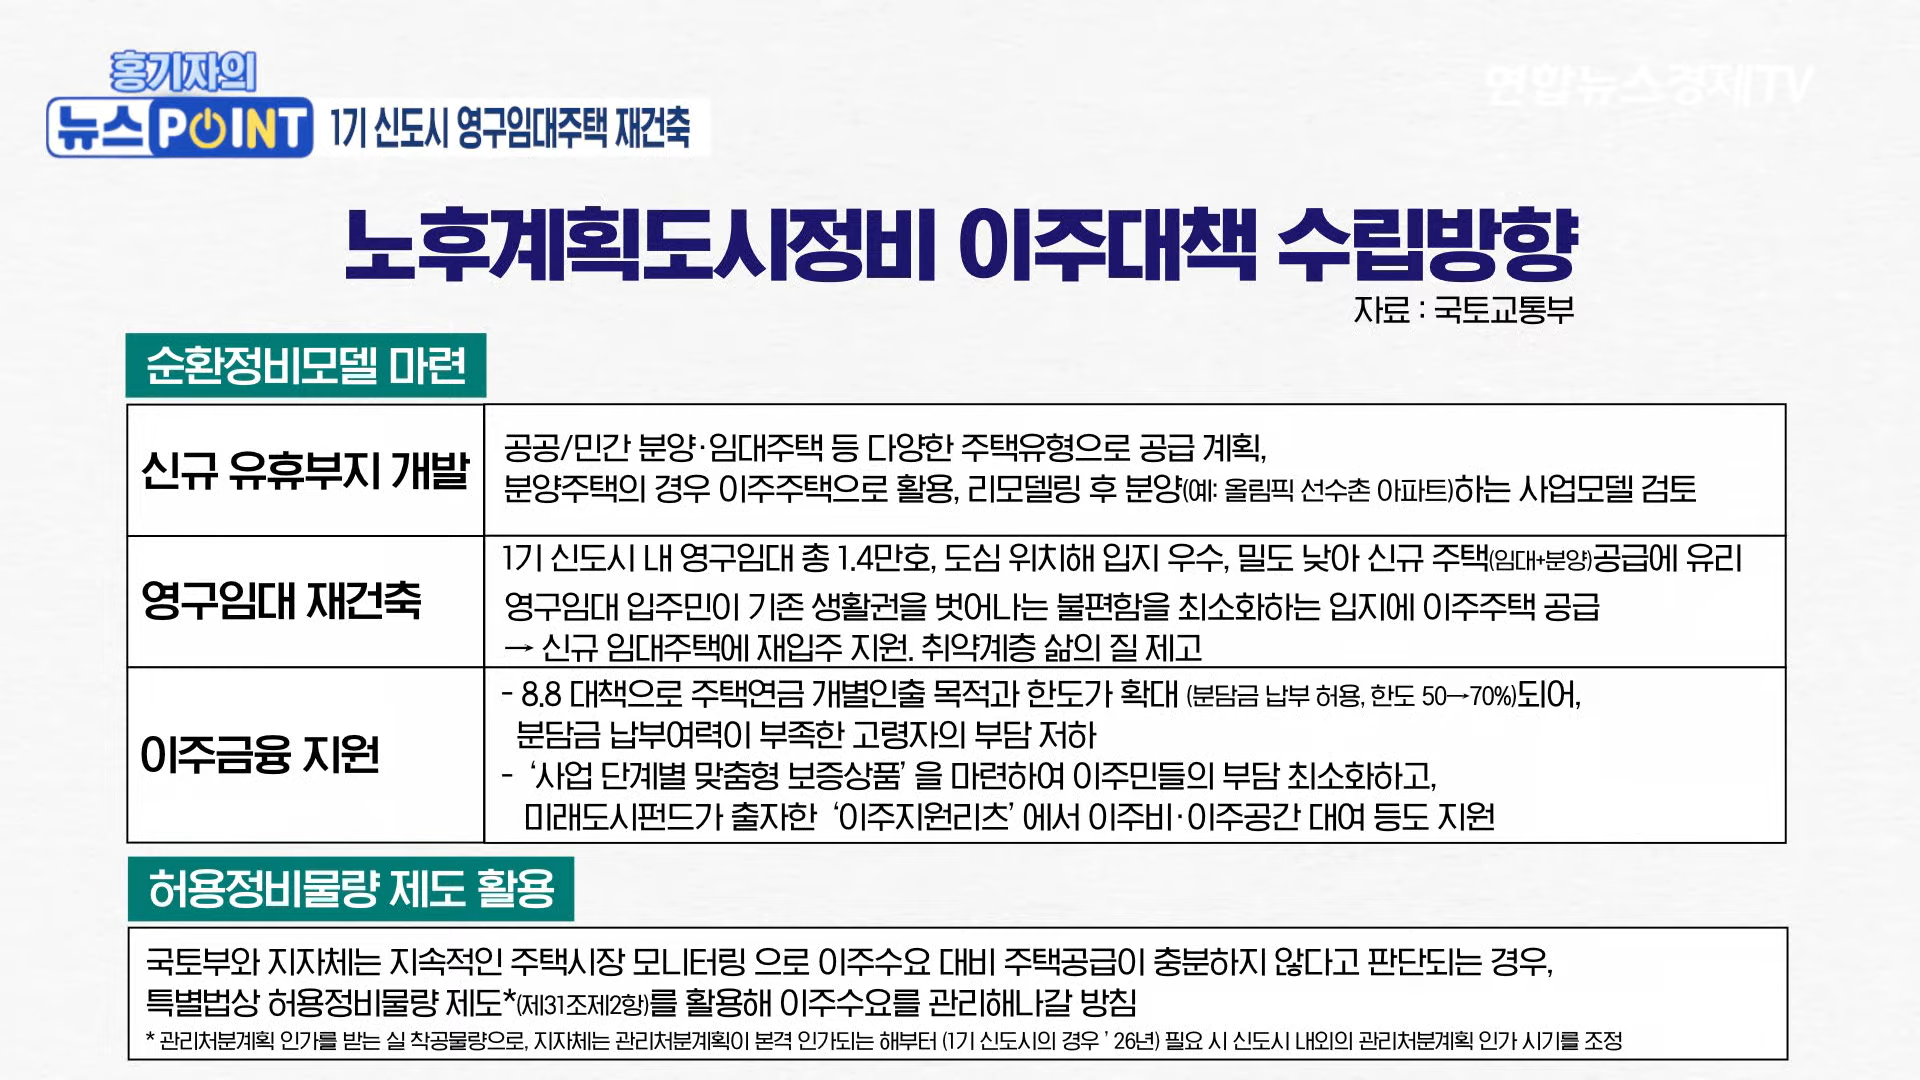 홍기자의
뉴스POINT
1기 신도시 영구임대주택 재건축
연합뉴스경제TV
노후계획도시정비 이주대책 수립방향
자료 : 국토교통부
순환정비모델 마련
신규 유휴부지 개발
공공/민간 분양·임대주택 등 다양한 주택유형으로 공급 계획,
분양주택의 경우 이주주택으로 활용, 리모델링 후 분양(예: 올림픽 선수촌 아파트)하는 사업모델 검토
영구임대 재건축
1기 신도시 내 영구임대 총 1.4만호, 도심 위치해 입지 우수, 밀도 낮아 신규 주택(임대+분양)공급에 유리
영구임대 입주민이 기존 생활권을 벗어나는 불편함을 최소화하는 입지에 이주주택 공급
→ 신규 임대주택에 재입주 지원. 취약계층 삶의 질 제고
이주금융 지원
- 8.8 대책으로 주택연금 개별인출 목적과 한도가 확대 (분담금 납부 허용, 한도 50→70%)되어,
분담금 납부여력이 부족한 고령자의 부담 저하
- ‘사업 단계별 맞춤형 보증상품’ 을 마련하여 이주민들의 부담 최소화하고,
미래도시펀드가 출자한 ‘이주지원리츠’ 에서 이주비·이주공간 대여 등도 지원
허용정비물량 제도 활용
국토부와 지자체는 지속적인 주택시장 모니터링 으로 이주수요 대비 주택공급이 충분하지 않다고 판단되는 경우,
특별법상 허용정비물량 제도*(제31조제2항)를 활용해 이주수요를 관리해나갈 방침
* 관리처분계획 인가를 받는 실 착공물량으로, 지자체는 관리처분계획이 본격 인가되는 해부터 (1기 신도시의 경우 ’ 26년) 필요 시 신도시 내외의 관리처분계획 인가 시기를 조정